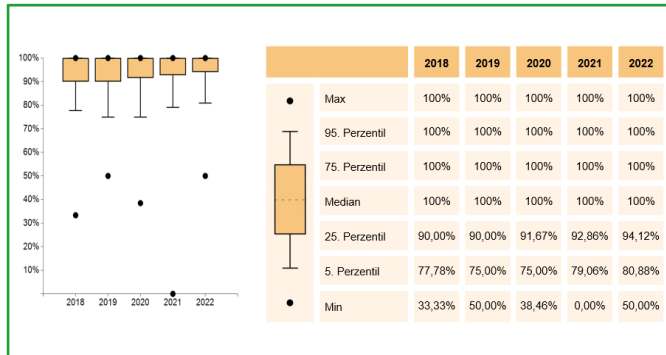 100%
90%
80%
70%
60%
50%
40%
30%
20%
10%
2018 2019 2020 2021 2022
2018 2019 2020 2021 2022
Max 100% 100% 100% 100% 100%
95. Perzentil 100% 100% 100% 100% 100%
75. Perzentil 100% 100% 100% 100% 100%
Median 100% 100% 100% 100% 100%
25. Perzentil 90,00% 90,00% 91,67% 92,86% 94,12%
5. Perzentil 77,78% 75,00% 75,00% 79,06% 80,88%
Min 33,33% 50,00% 38,46% 0,00% 50,00%